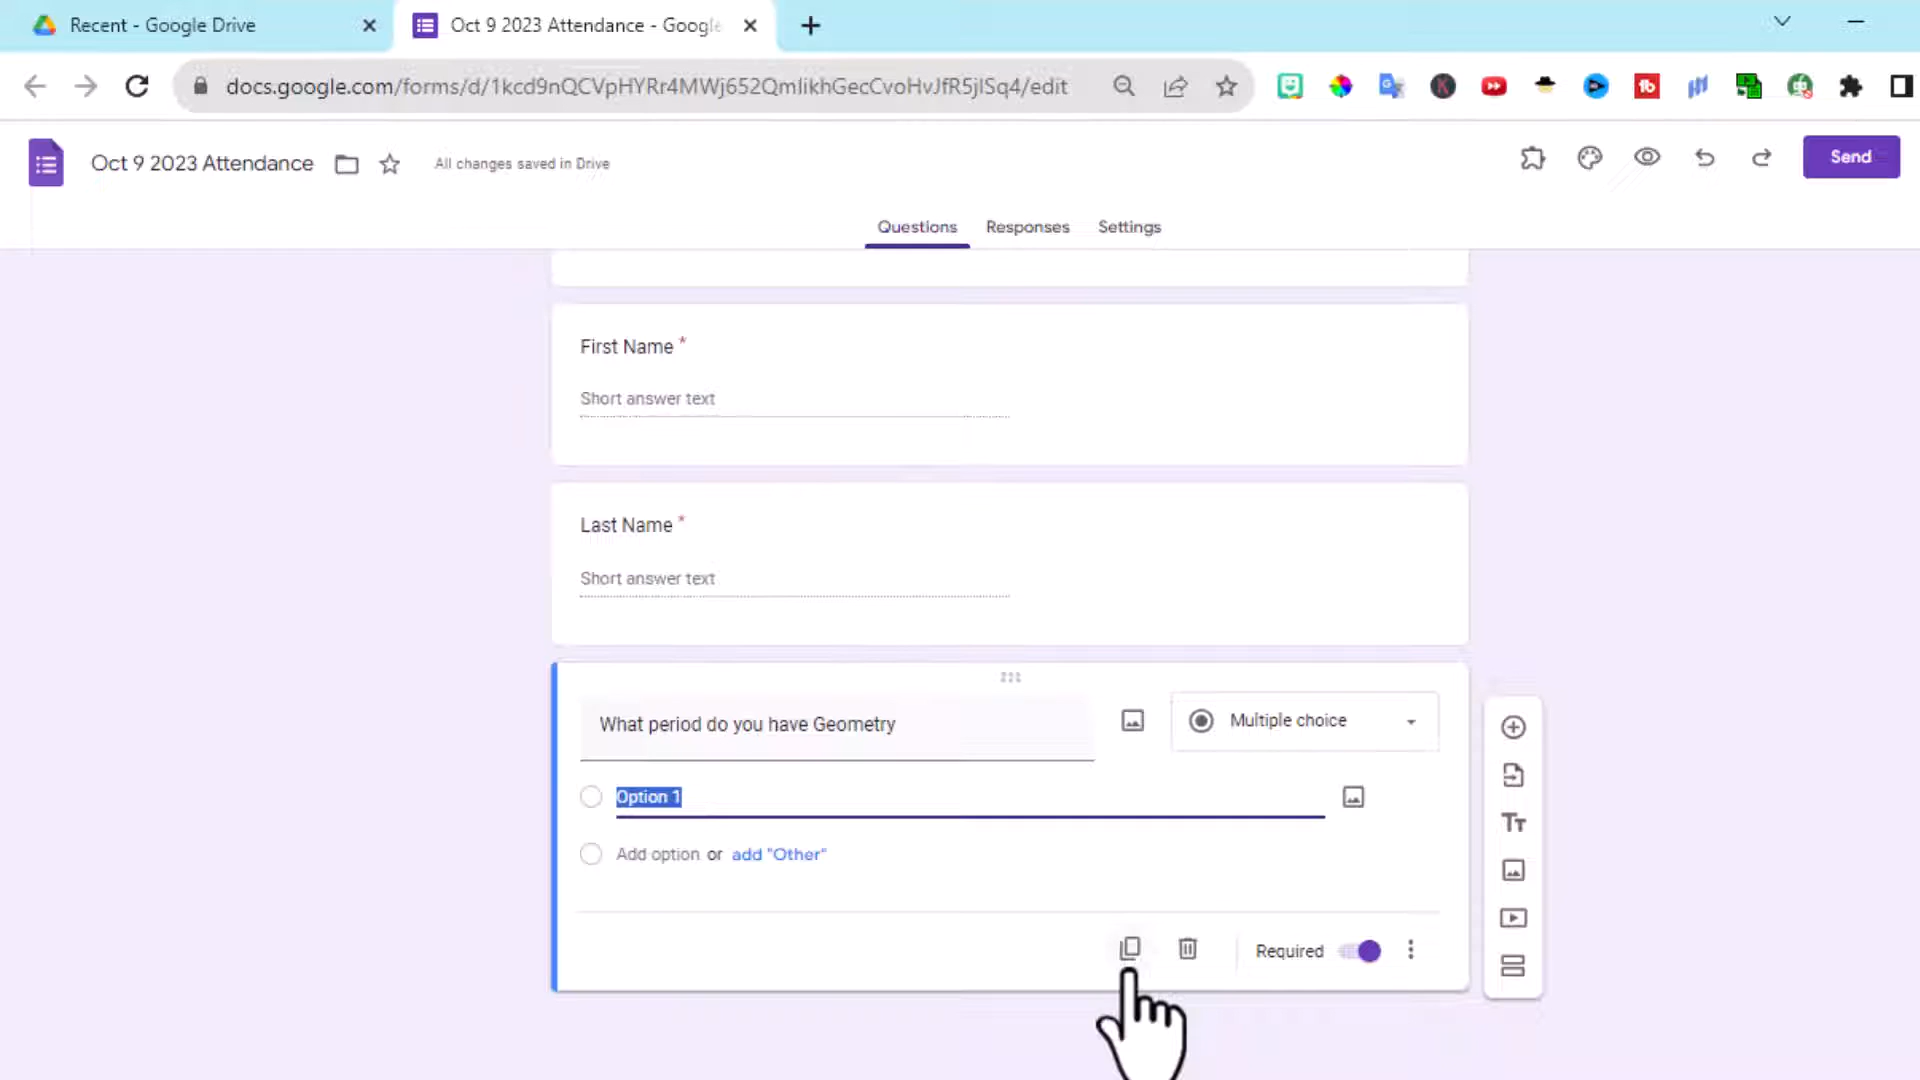 Recent - Google Drive
Oct 9 2023 Attendance - Google
docs.google.com/forms/d/1kcd9nQCVpHYRr4MWj652QmlikhGecCvoHvJfR5jlSq4/edit
Oct 9 2023 Attendance
All changes saved in Drive
Send
Questions
Responses
Settings
First Name *
Short answer text
Last Name *
Short answer text
What period do you have Geometry
Multiple choice
Option 1
Add option or add "Other"
Required